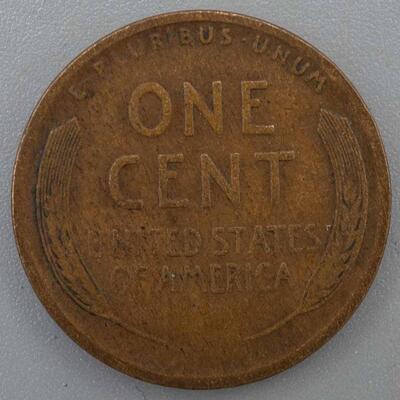 E·PLURIBUS·UNUM
ONE
CENT
UNITED STATES
OF AMERICA